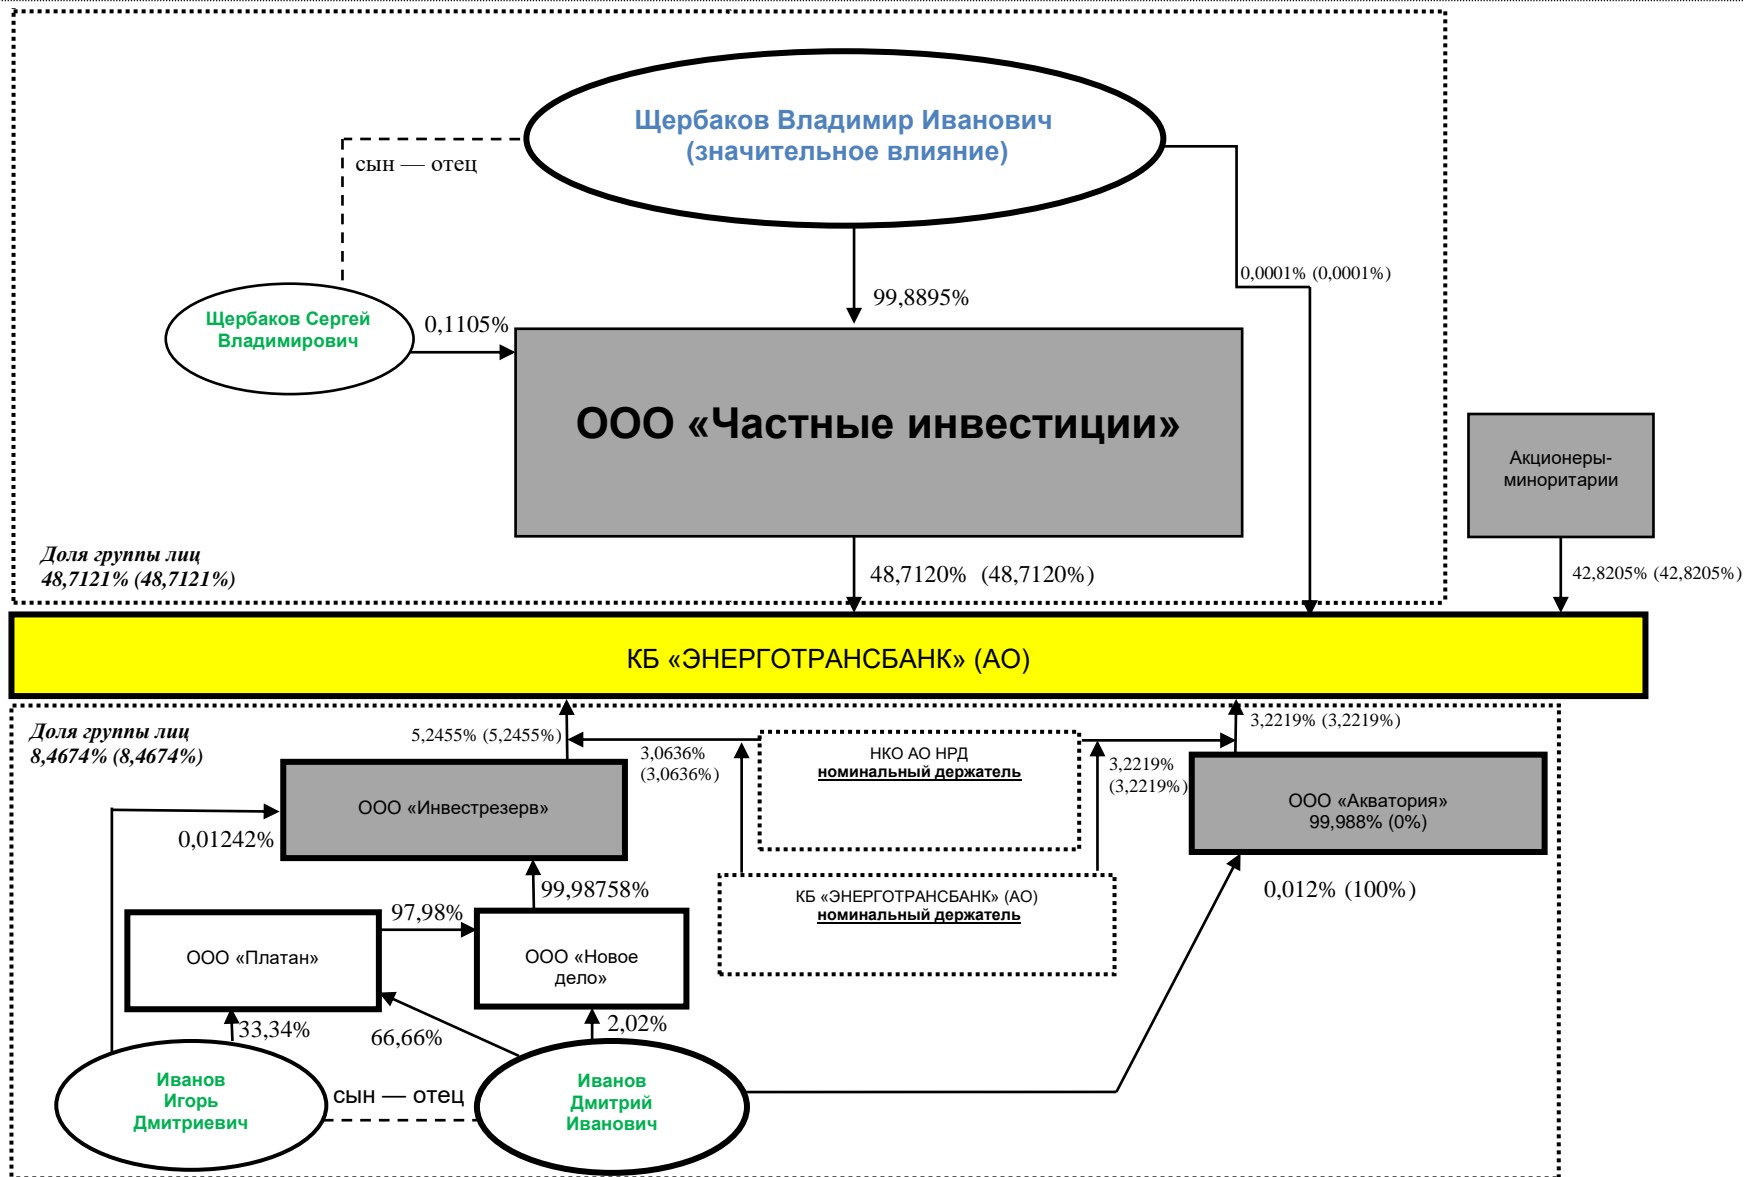 Щербаков Владимир Иванович
(значительное влияние)
сын — отец
0,0001% (0,0001%)
99,8895%
Щербаков Сергей
Владимирович
0,1105%
ООО «Частные инвестиции»
Акционеры-
миноритарии
Доля группы лиц
48,7121% (48,7121%)
48,7120% (48,7120%)
42,8205% (42,8205%)
КБ «ЭНЕРГОТРАНСБАНК» (АО)
Доля группы лиц
8,4674% (8,4674%)
5,2455% (5,2455%)
3,2219% (3,2219%)
3,0636%
(3,0636%)
НКО АО НРД
номинальный держатель
3,2219%
(3,2219%)
ООО «Инвестрезерв»
ООО «Акватория»
99,988% (0%)
0,01242%
99,98758%
КБ «ЭНЕРГОТРАНСБАНК» (АО)
номинальный держатель
0,012% (100%)
97,98%
ООО «Платан»
ООО «Новое
дело»
33,34%
66,66%
2,02%
Иванов
Игорь
Дмитриевич
сын — отец
Иванов
Дмитрий
Иванович